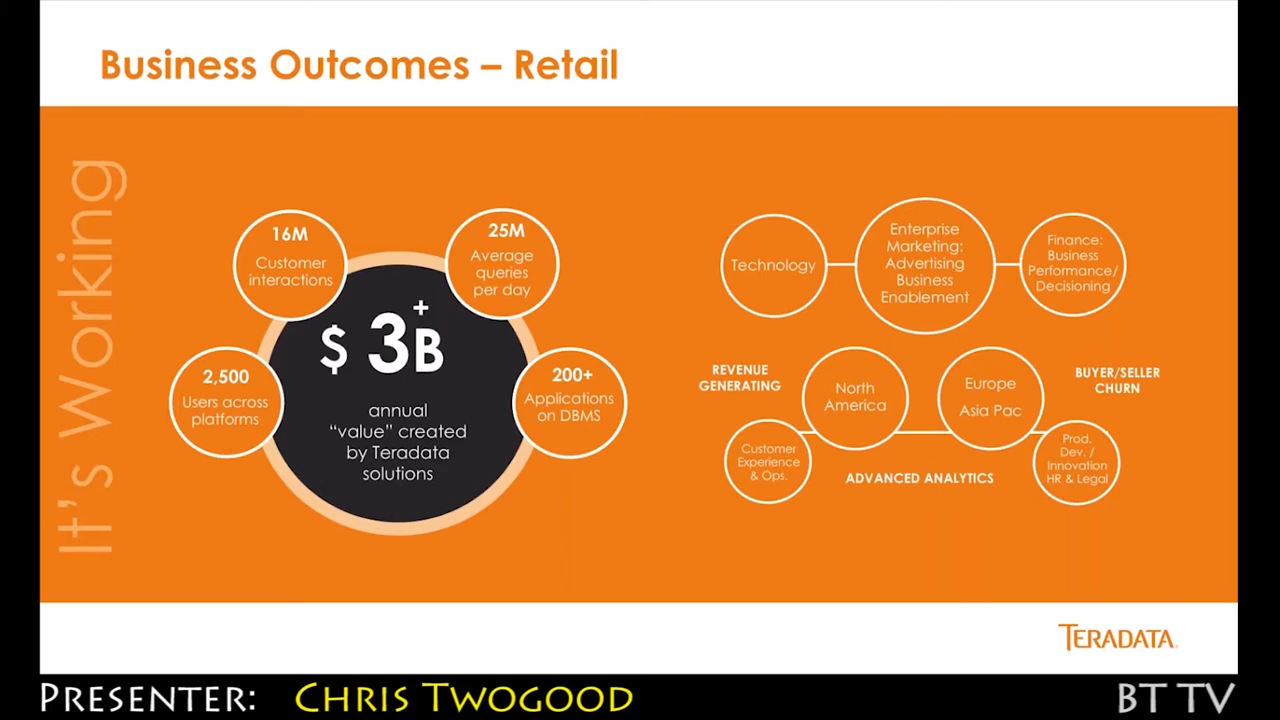 Business Outcomes – Retail
It's Working
16M
Customer
interactions
25M
Average
queries
per day
2,500
Users across
platforms
$ 3B+
annual
“value” created
by Teradata
solutions
200+
Applications
on DBMS
Technology
Enterprise
Marketing:
Advertising
Business
Enablement
Finance:
Business
Performance/
Decisioning
REVENUE
GENERATING
North
America
Europe
Asia Pac
BUYER/SELLER
CHURN
Customer
Experience
& Ops.
ADVANCED ANALYTICS
Prod.
Dev. /
Innovation
HR & Legal
TERADATA
PRESENTER: CHRIS TWOGOOD
BT TV